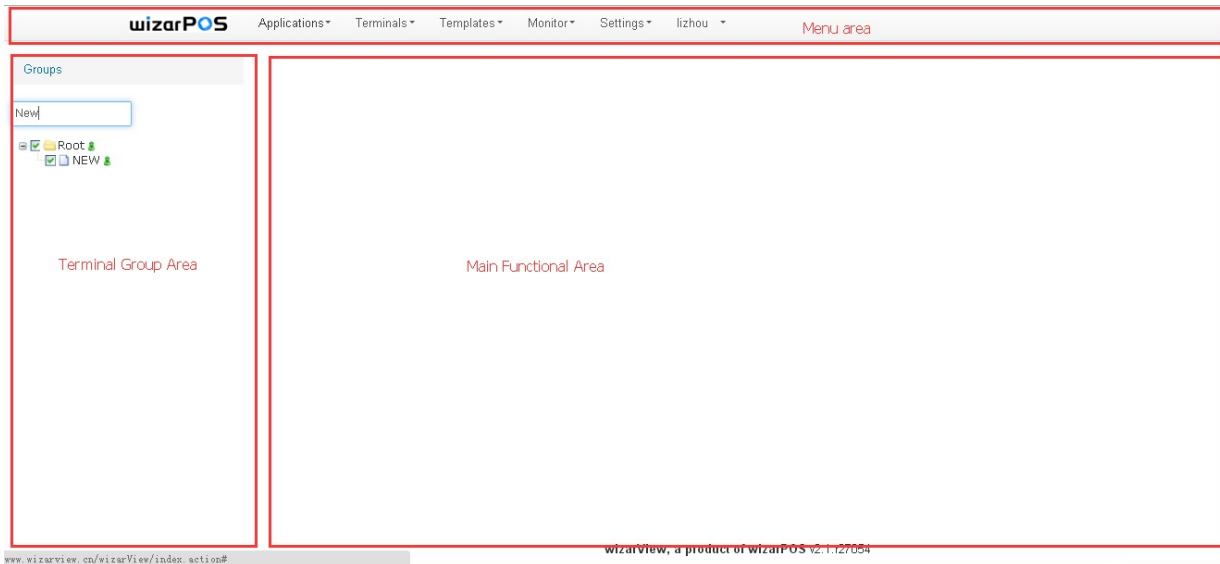 wizarPOS Applications Terminals Templates Monitor Settings lizhou Menu area
Groups
New
Root
NEW
Terminal Group Area
Main Functional Area
wizarView, a product of wizarPOS v2.1.r27054
www.wizarview.cn/wizarView/index.action#